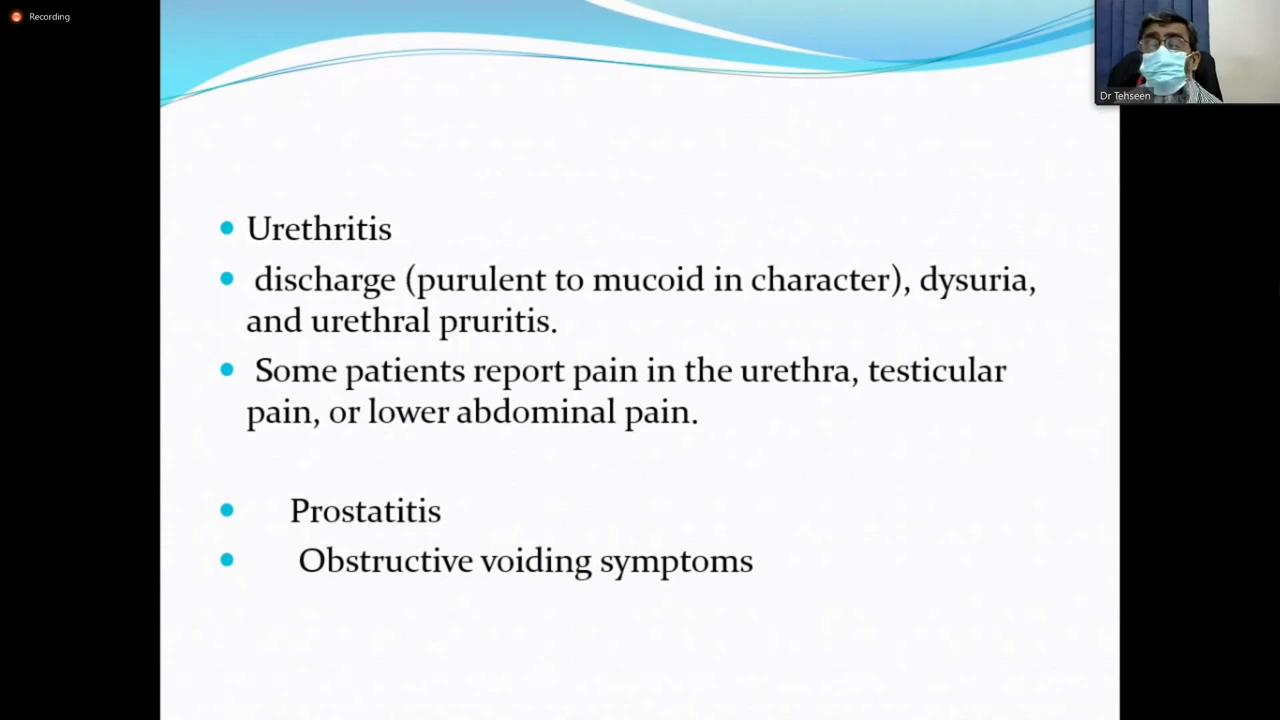 Recording
Dr Tehseen
• Urethritis
• discharge (purulent to mucoid in character), dysuria,
and urethral pruritis.
• Some patients report pain in the urethra, testicular
pain, or lower abdominal pain.
• Prostatitis
• Obstructive voiding symptoms